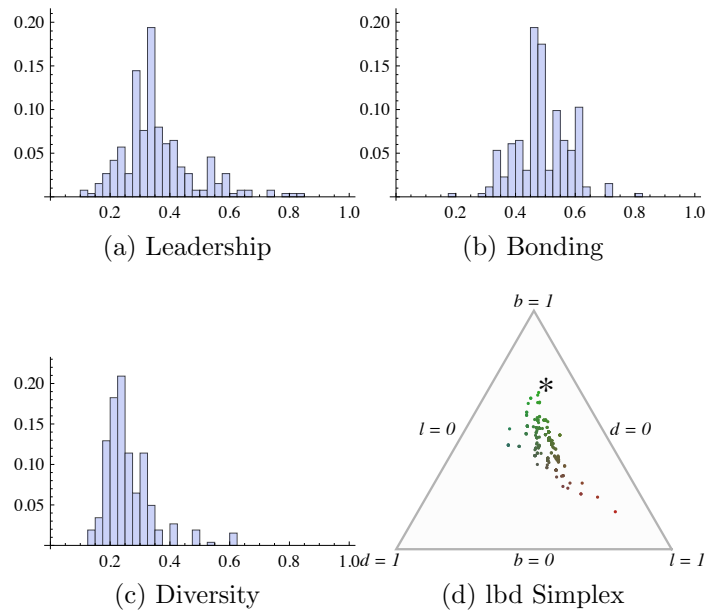 0.20
0.15
0.10
0.05
0.2 0.4 0.6 0.8 1.0
(a) Leadership
0.20
0.15
0.10
0.05
0.2 0.4 0.6 0.8 1.0
(b) Bonding
0.20
0.15
0.10
0.05
0.2 0.4 0.6 0.8 1.0
(c) Diversity
b = 1
*
l = 0
d = 0
d = 1
b = 0
l = 1
(d) lbd Simplex